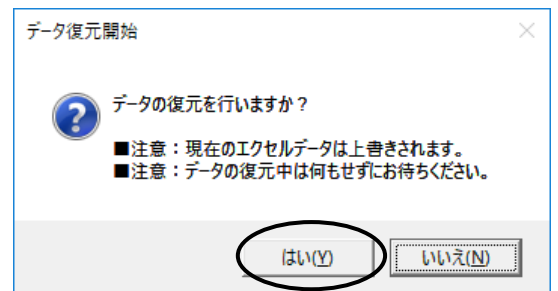 データ復元開始
データの復元を行いますか？
■注意：現在のエクセルデータは上書きされます。
■注意：データの復元中は何もせずにお待ちください。
はい(Y)
いいえ(N)